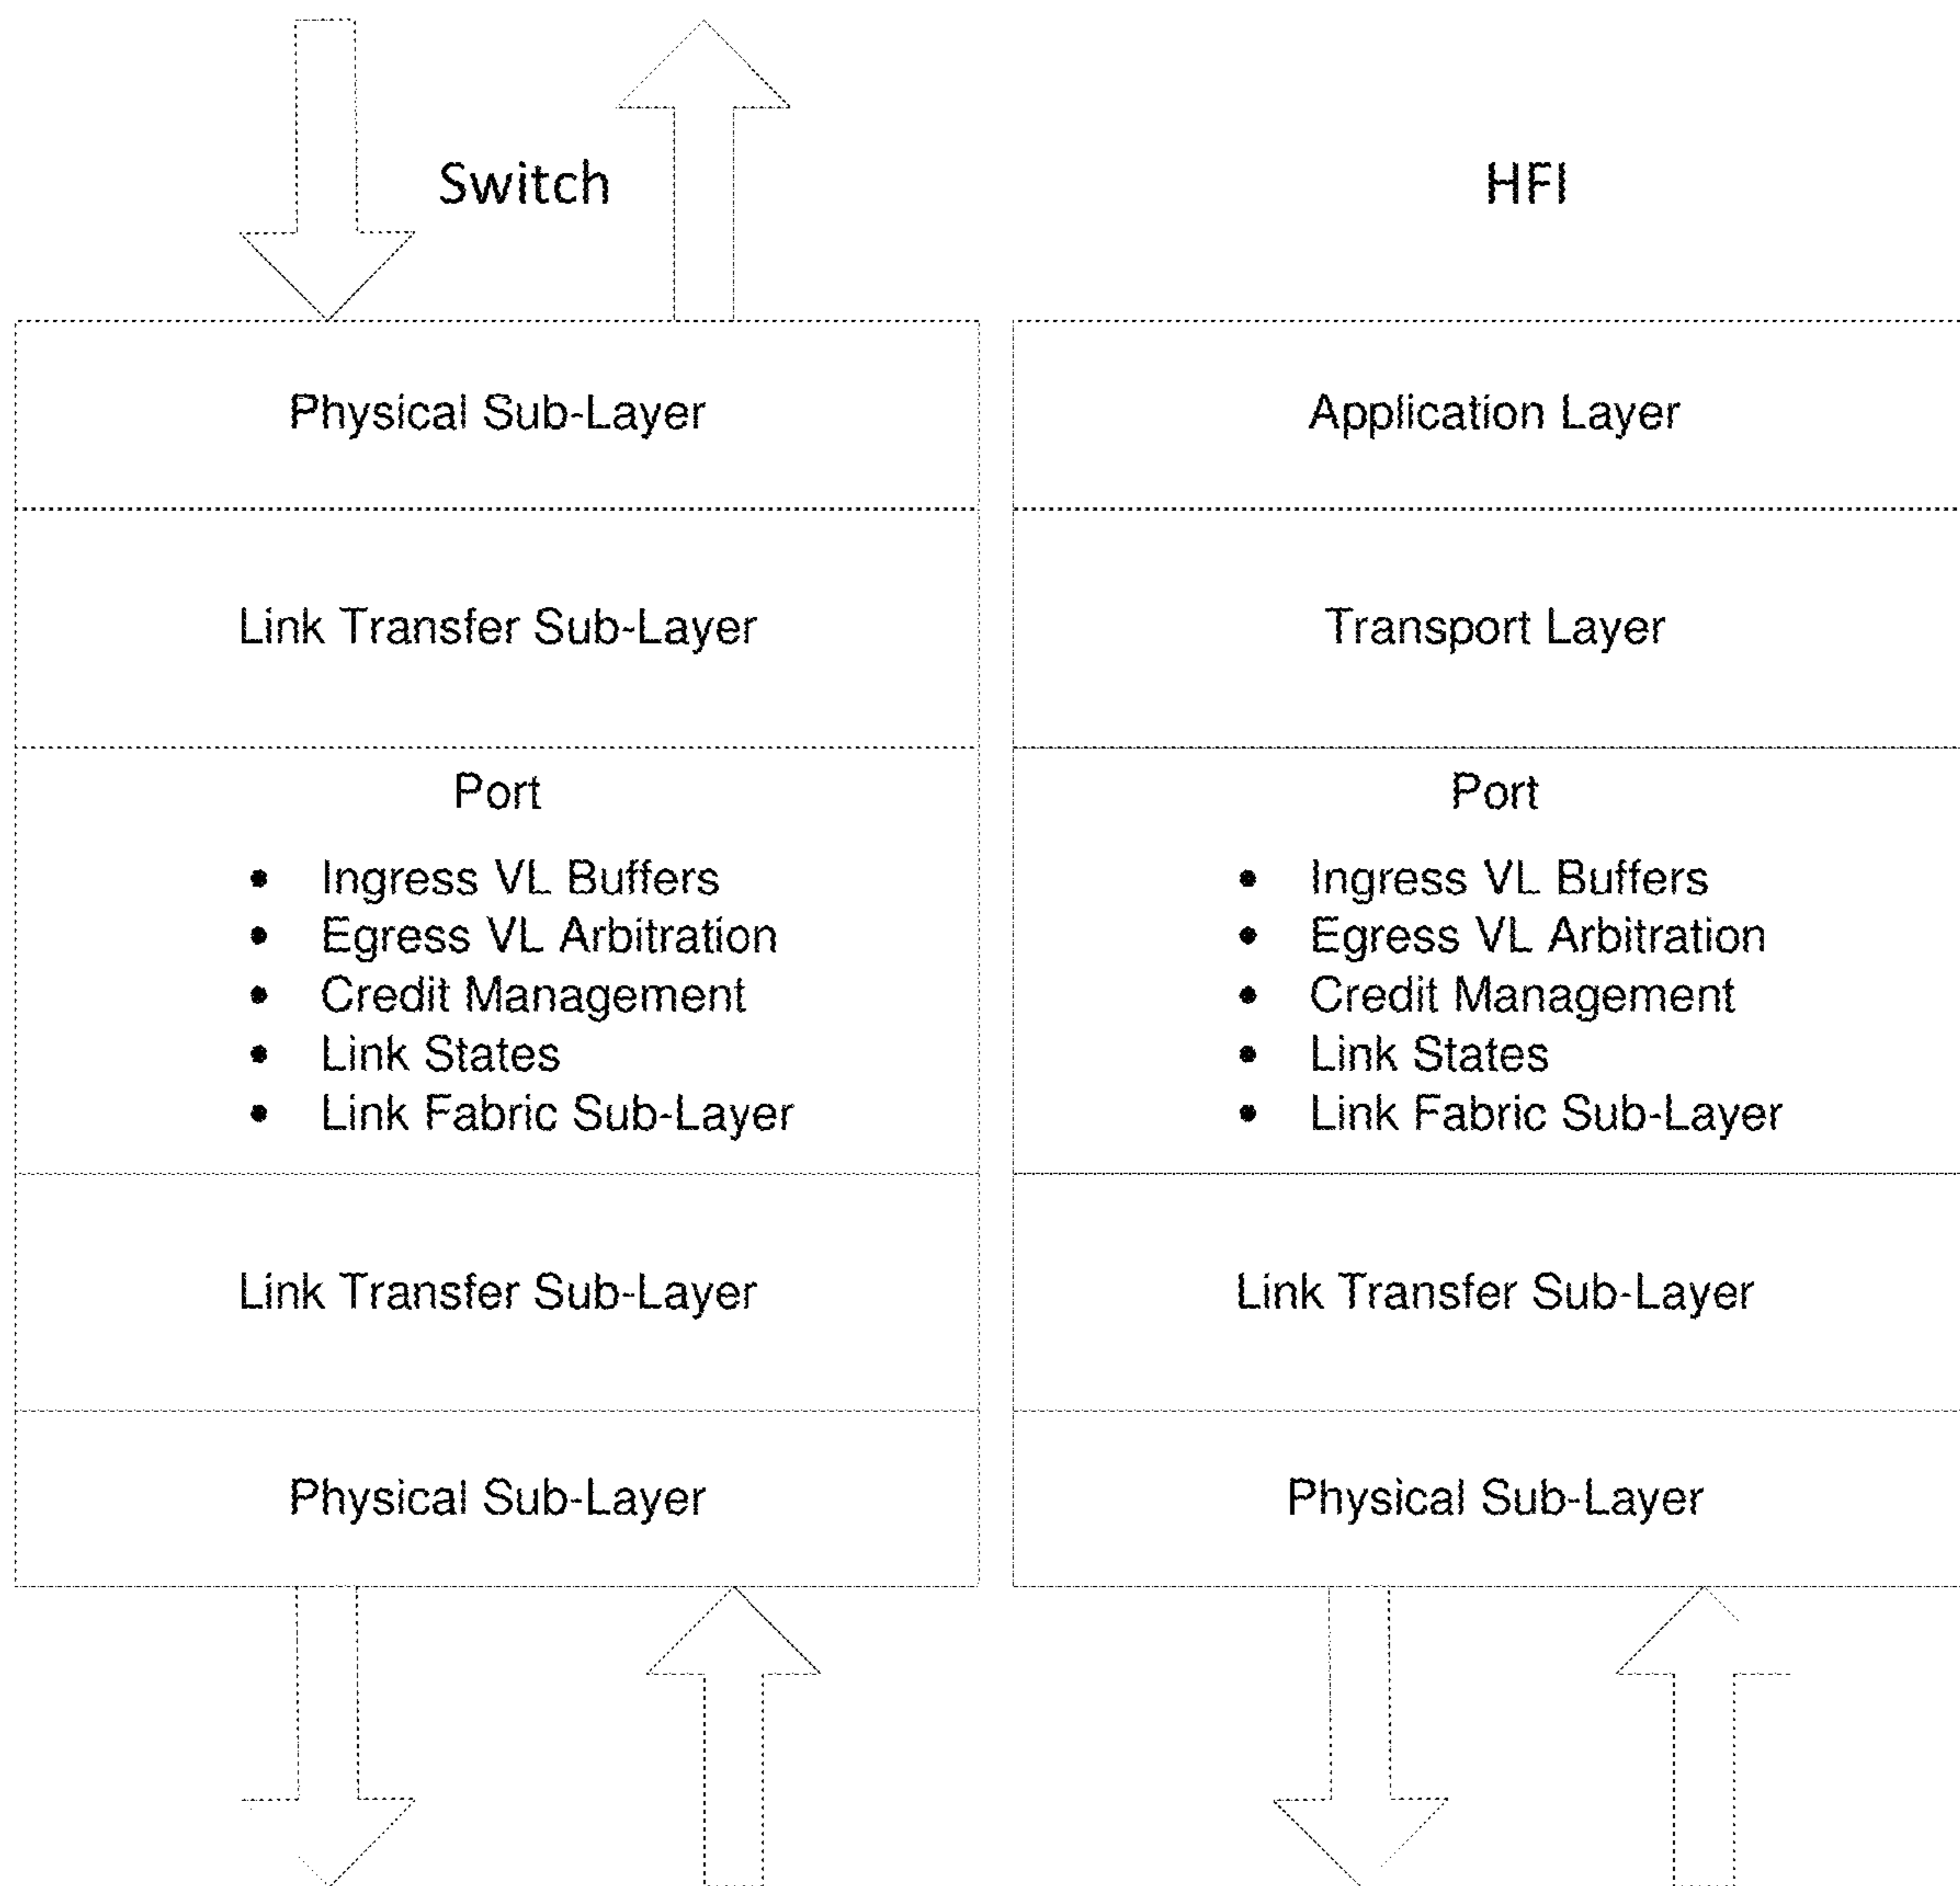 Switch
HFI
Physical Sub-Layer
Link Transfer Sub-Layer
Port
• Ingress VL Buffers
• Egress VL Arbitration
• Credit Management
• Link States
• Link Fabric Sub-Layer
Link Transfer Sub-Layer
Physical Sub-Layer
Application Layer
Transport Layer
Port
• Ingress VL Buffers
• Egress VL Arbitration
• Credit Management
• Link States
• Link Fabric Sub-Layer
Link Transfer Sub-Layer
Physical Sub-Layer